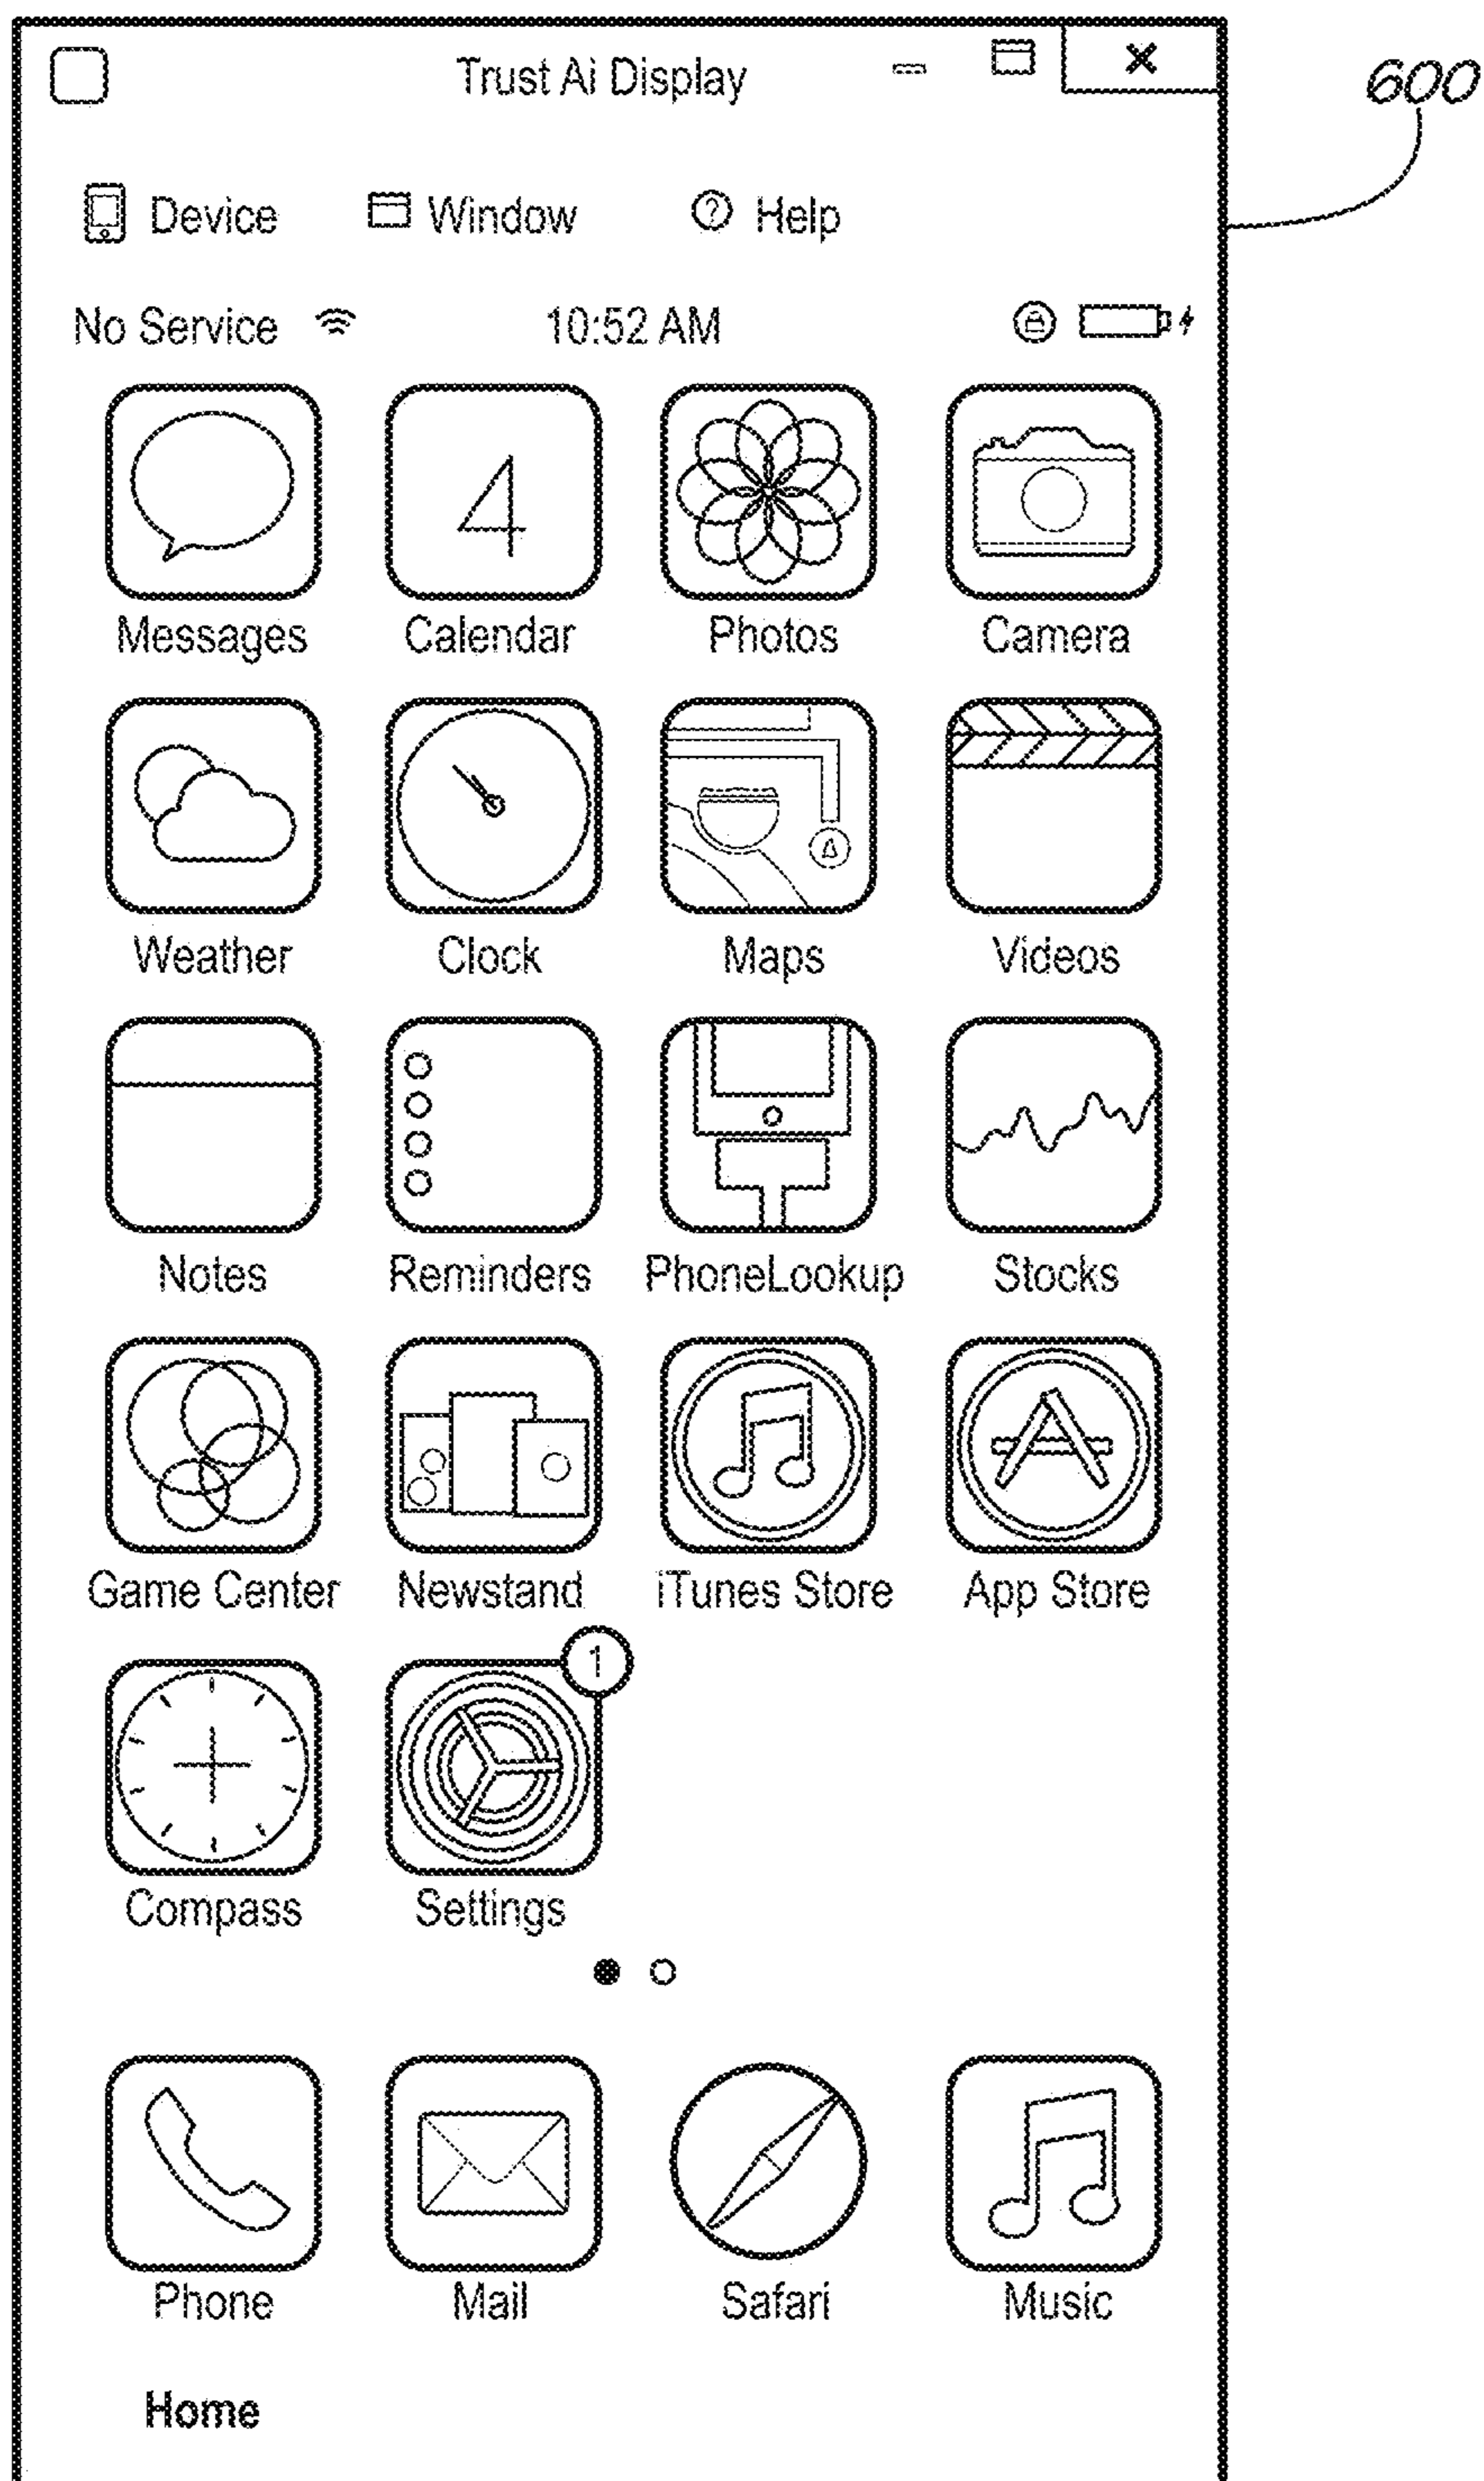 Trust Ai Display
600
Device Window Help
No Service 10:52 AM
4
Messages Calendar Photos Camera
Weather Clock Maps Videos
Notes Reminders PhoneLookup Stocks
Game Center Newstand iTunes Store App Store
1
Compass Settings
Phone Mail Safari Music
Home